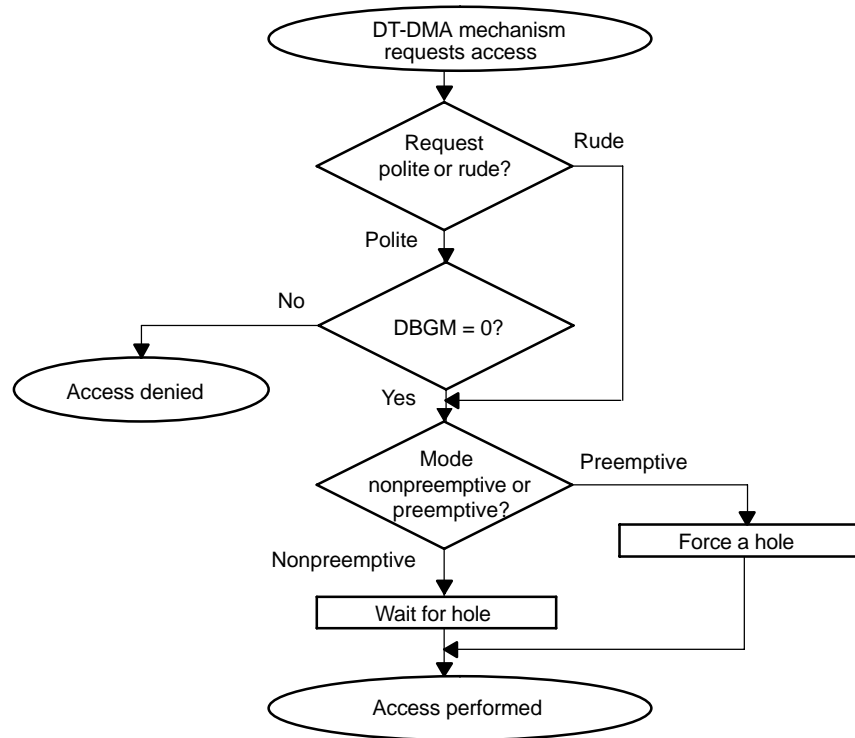 DT-DMA mechanism
requests access
Request
polite or rude?
Rude
Polite
No
DBGM = 0?
Access denied
Yes
Mode
nonpreemptive or
preemptive?
Preemptive
Force a hole
Nonpreemptive
Wait for hole
Access performed